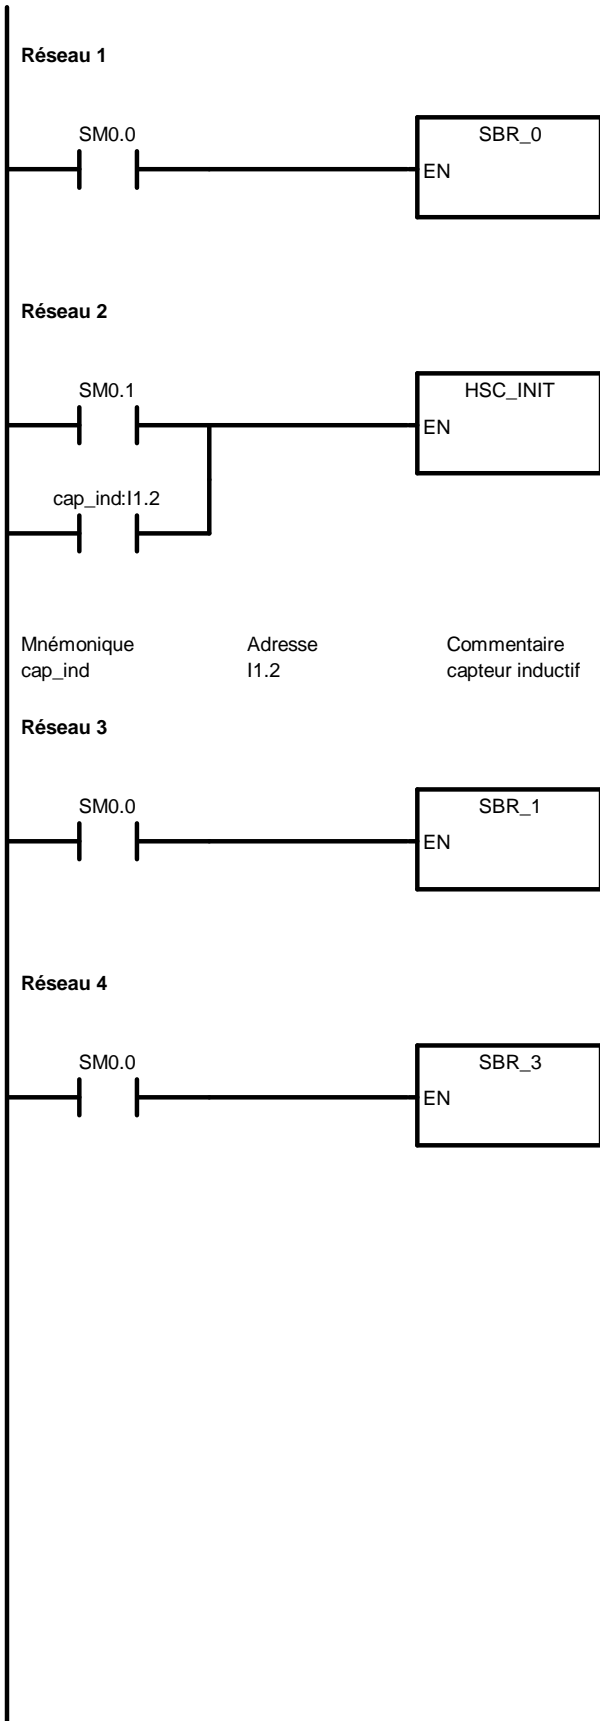 Réseau 1
SM0.0 SBR_0
EN
Réseau 2
SM0.1 HSC_INIT
EN
cap_ind:I1.2
Mnémonique Adresse Commentaire
cap_ind I1.2 capteur inductif
Réseau 3
SM0.0 SBR_1
EN
Réseau 4
SM0.0 SBR_3
EN